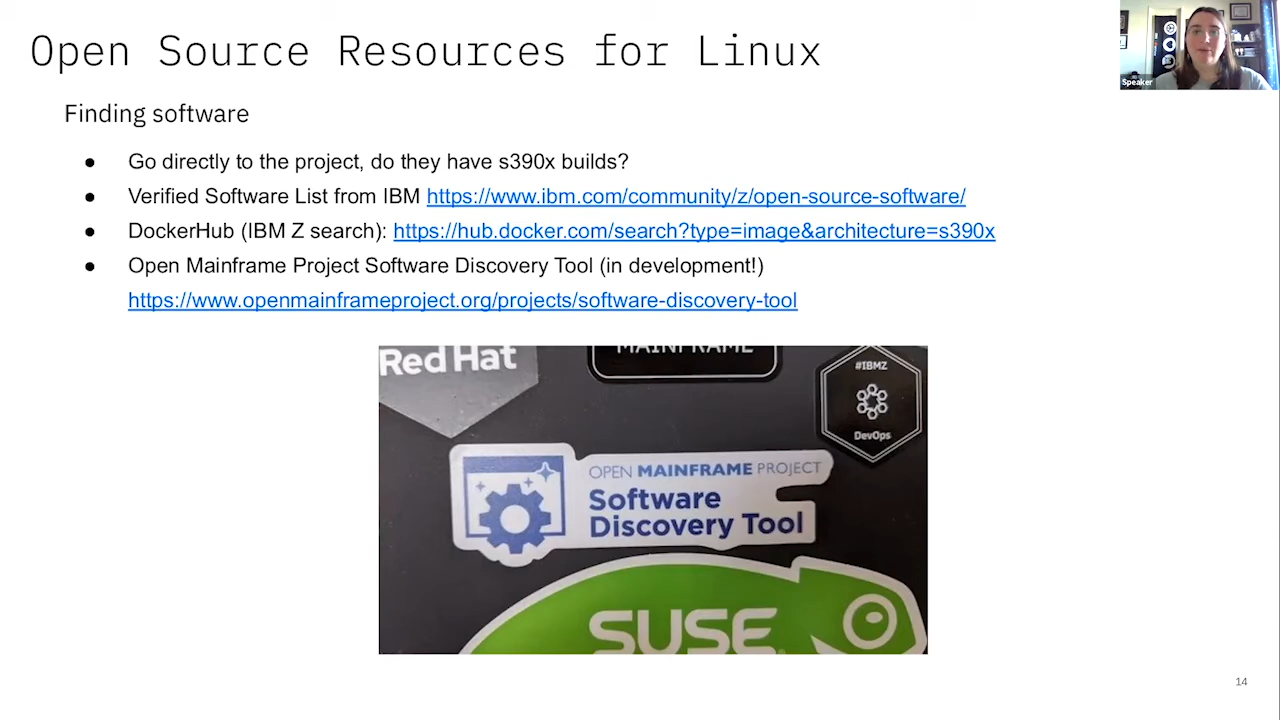 Open Source Resources for Linux
Speaker
Finding software
● Go directly to the project, do they have s390x builds?
● Verified Software List from IBM https://www.ibm.com/community/z/open-source-software/
● DockerHub (IBM Z search): https://hub.docker.com/search?type=image&architecture=s390x
● Open Mainframe Project Software Discovery Tool (in development!)
https://www.openmainframeproject.org/projects/software-discovery-tool
Red Hat
MAINFRAME
#IBMZ
DevOps
OPEN MAINFRAME PROJECT
Software
Discovery Tool
SUSE
14